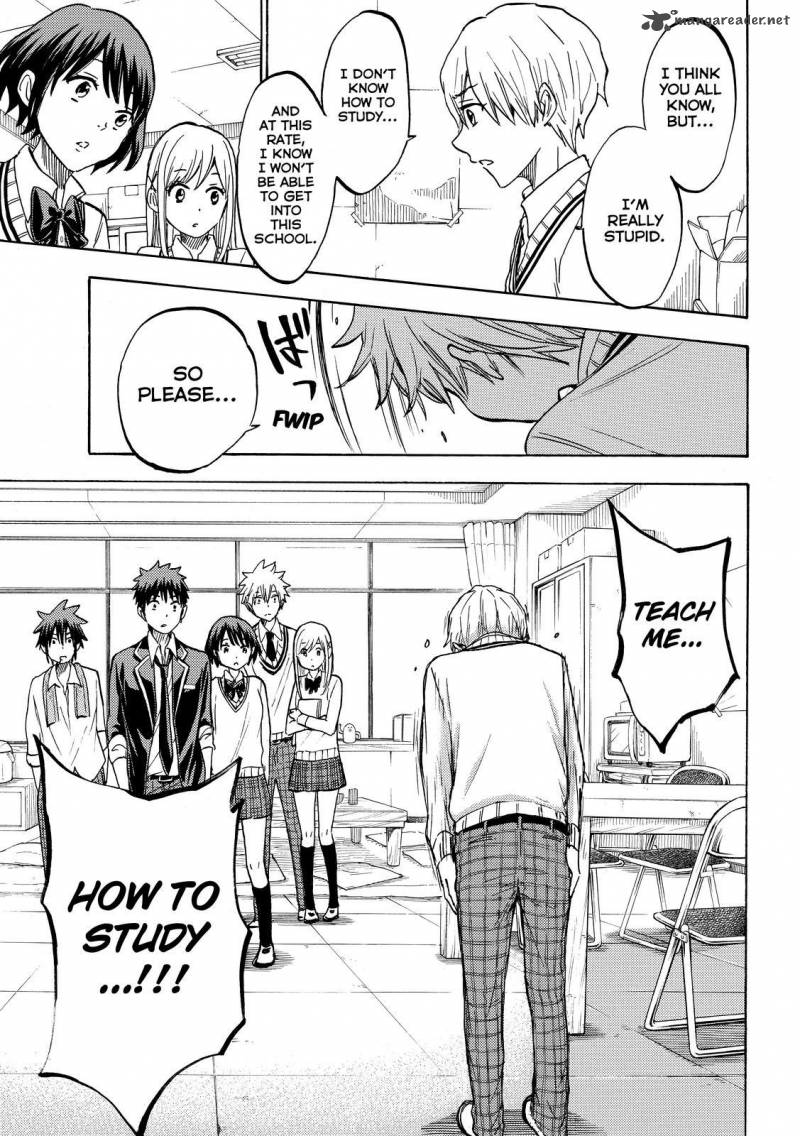 mangareader.net
I THINK
YOU ALL
KNOW,
BUT...
I'M
REALLY
STUPID.
I DON'T
KNOW
HOW TO
STUDY...
AND
AT THIS
RATE,
I KNOW
I WON'T
BE ABLE
TO GET
INTO
THIS
SCHOOL.
ばっ
FWIP
SO
PLEASE...
TEACH
ME...
HOW TO
STUDY
...!!!